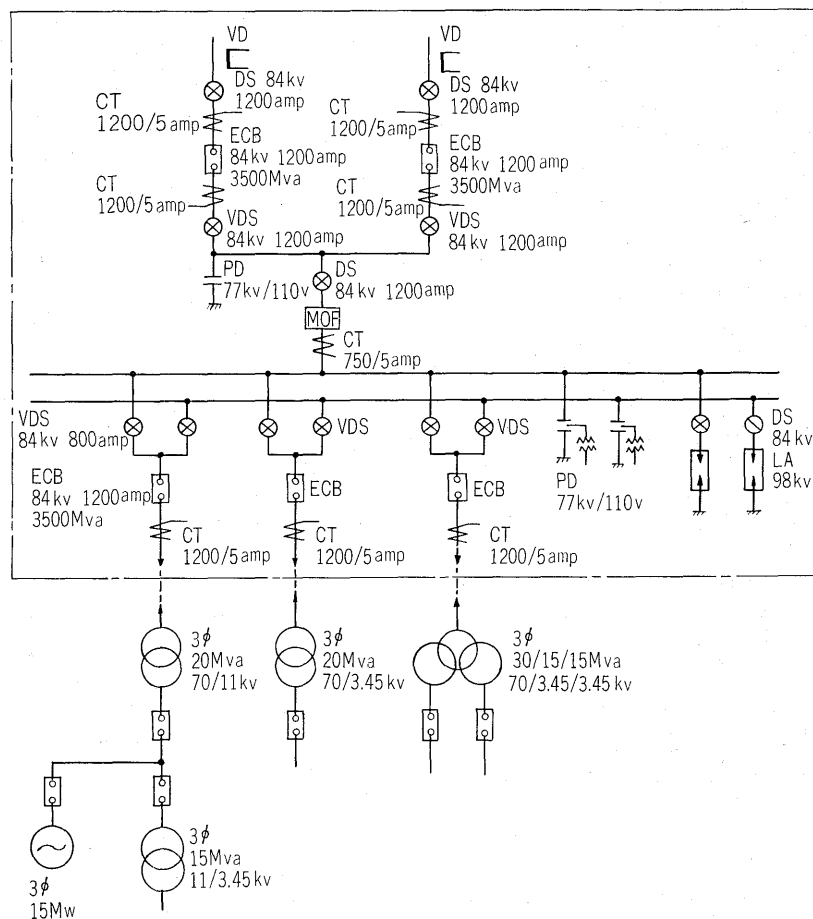 VD
DS 84kv
1200amp
CT
1200/5amp
ECB
84kv 1200amp
3500Mva
CT
1200/5amp
VDS
84kv 1200amp
VD
DS 84kv
1200amp
CT
1200/5amp
ECB
84kv 1200amp
3500Mva
CT
1200/5amp
VDS
84kv 1200amp
PD
77kv/110v
DS
84kv 1200amp
MOF
CT
750/5amp
VDS
84kv 800amp
VDS
VDS
DS
84kv
LA
98kv
PD
77kv/110v
ECB
84kv 1200amp
3500Mva
ECB
ECB
CT
1200/5amp
CT
1200/5amp
CT
1200/5amp
3ϕ
20Mva
70/11kv
3ϕ
20Mva
70/3.45kv
3ϕ
30/15/15Mva
70/3.45/3.45kv
3ϕ
15Mva
11/3.45kv
3ϕ
15Mw